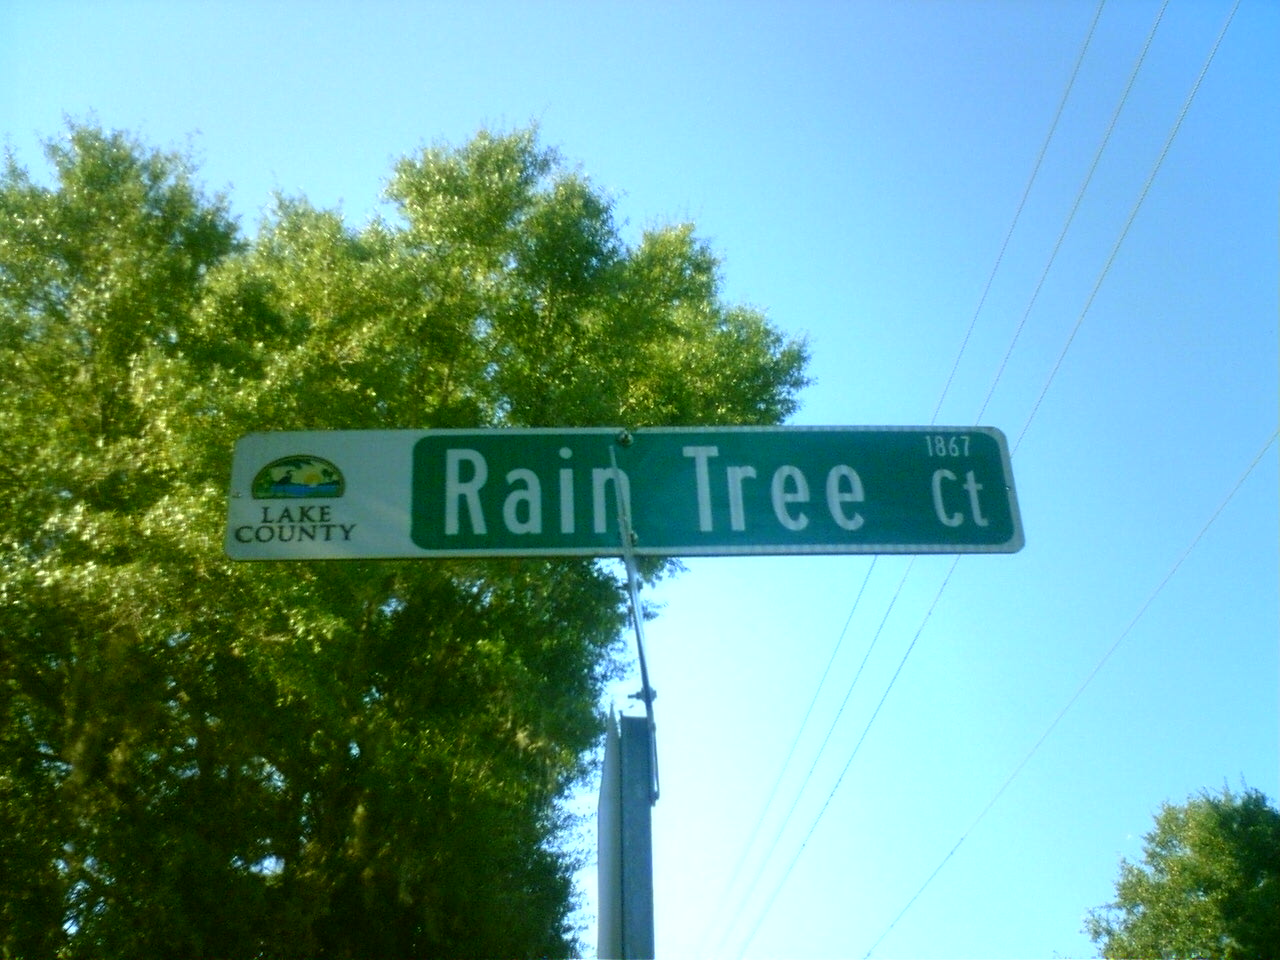 LAKE
COUNTY
Rain Tree Ct
1867